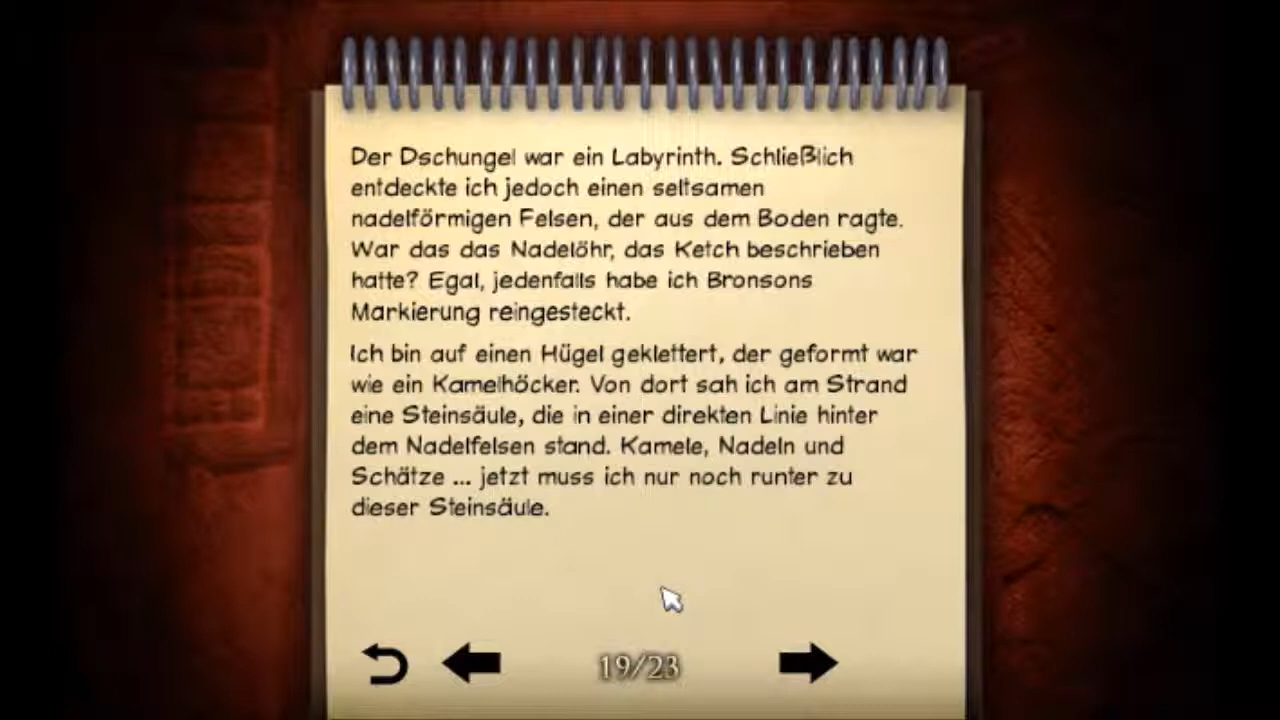 Der Dschungel war ein Labyrinth. Schließlich
entdeckte ich jedoch einen seltsamen
nadelförmigen Felsen, der aus dem Boden ragte.
War das das Nadelöhr, das Ketch beschrieben
hatte? Egal, jedenfalls habe ich Bronsons
Markierung reingesteckt.
Ich bin auf einen Hügel geklettert, der geformt war
wie ein Kamelhöcker. Von dort sah ich am Strand
eine Steinsäule, die in einer direkten Linie hinter
dem Nadelfelsen stand. Kamele, Nadeln und
Schätze ... jetzt muss ich nur noch runter zu
dieser Steinsäule.
19/23